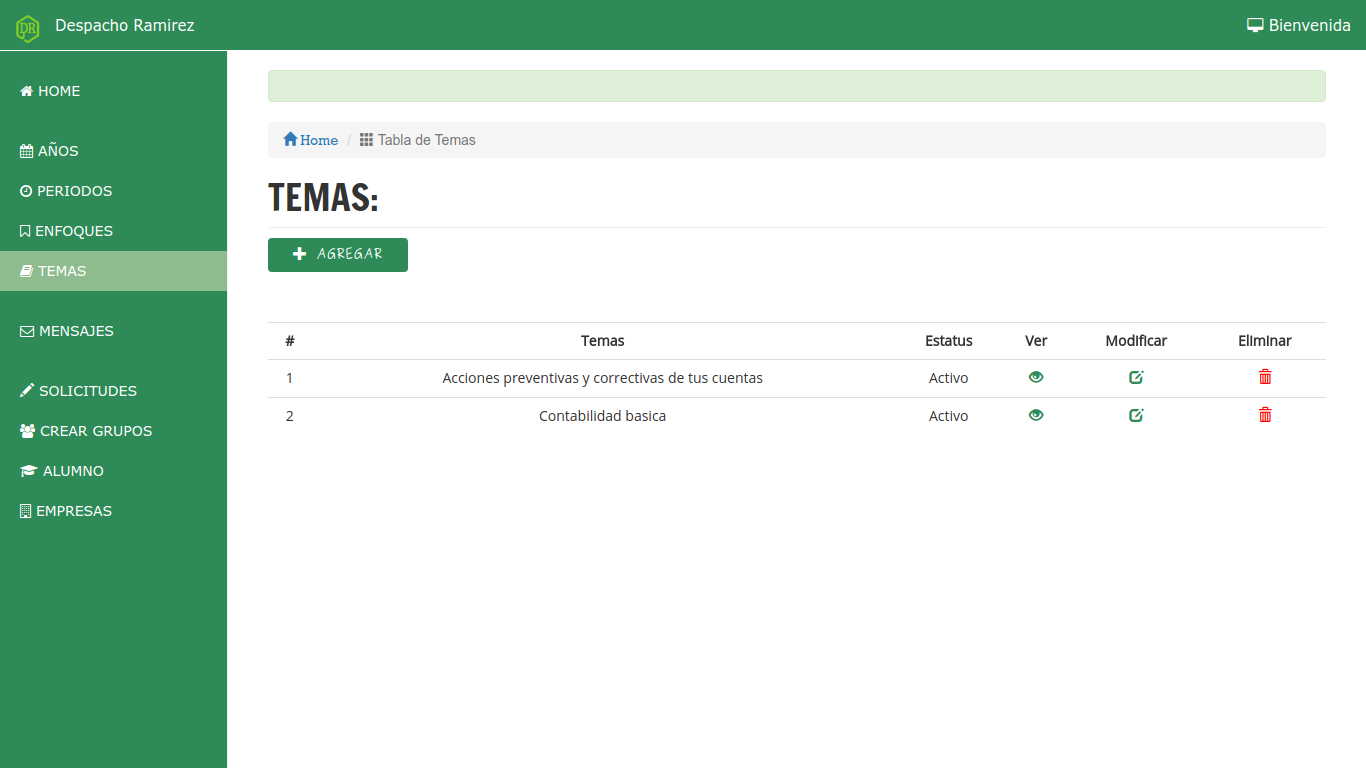 DR Despacho Ramirez Bienvenida
HOME
AÑOS
PERIODOS
ENFOQUES
TEMAS
MENSAJES
SOLICITUDES
CREAR GRUPOS
ALUMNO
EMPRESAS
Home / Tabla de Temas
TEMAS:
AGREGAR
# Temas Estatus Ver Modificar Eliminar
1 Acciones preventivas y correctivas de tus cuentas Activo
2 Contabilidad basica Activo